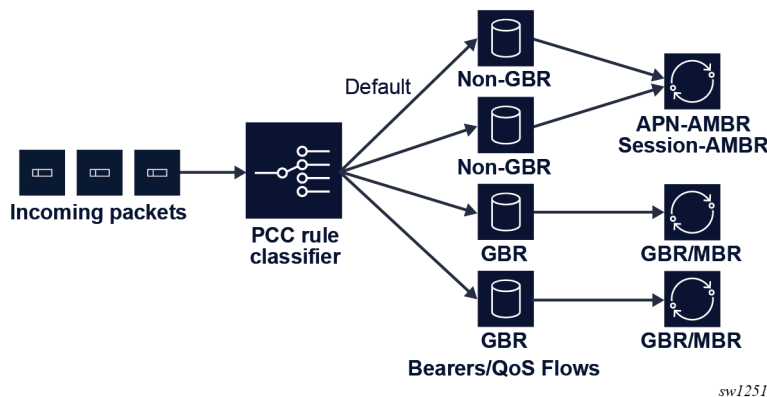 Default
Non-GBR
APN-AMBR
Session-AMBR
Non-GBR
Incoming packets
PCC rule
classifier
GBR
GBR/MBR
GBR
GBR/MBR
Bearers/QoS Flows
sw1251